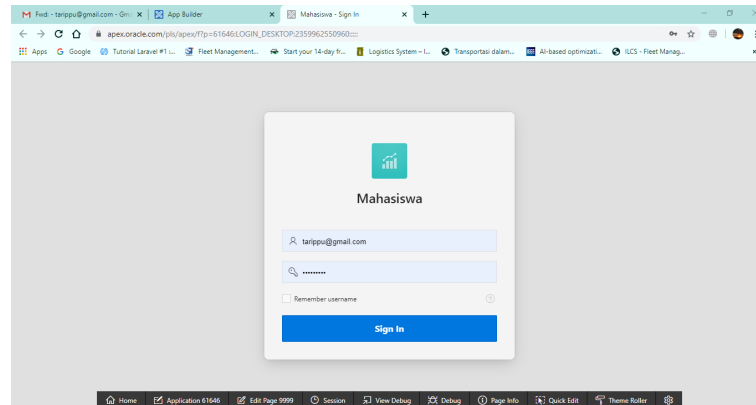 Fwd: - tarippu@gmail.com - Gm
App Builder
Mahasiswa - Sign In
apex.oracle.com/pls/apex/f?p=61646:LOGIN_DESKTOP:2359962550960:::::
Apps Google Tutorial Laravel #1 :... Fleet Management... Start your 14-day fr... Logistics System – I... Transportasi dalam... AI-based optimizati... ILCS - Fleet Manag...
Mahasiswa
tarippu@gmail.com
•••••••••
Remember username
Sign In
Home Application 61646 Edit Page 9999 Session View Debug Debug Page Info Quick Edit Theme Roller